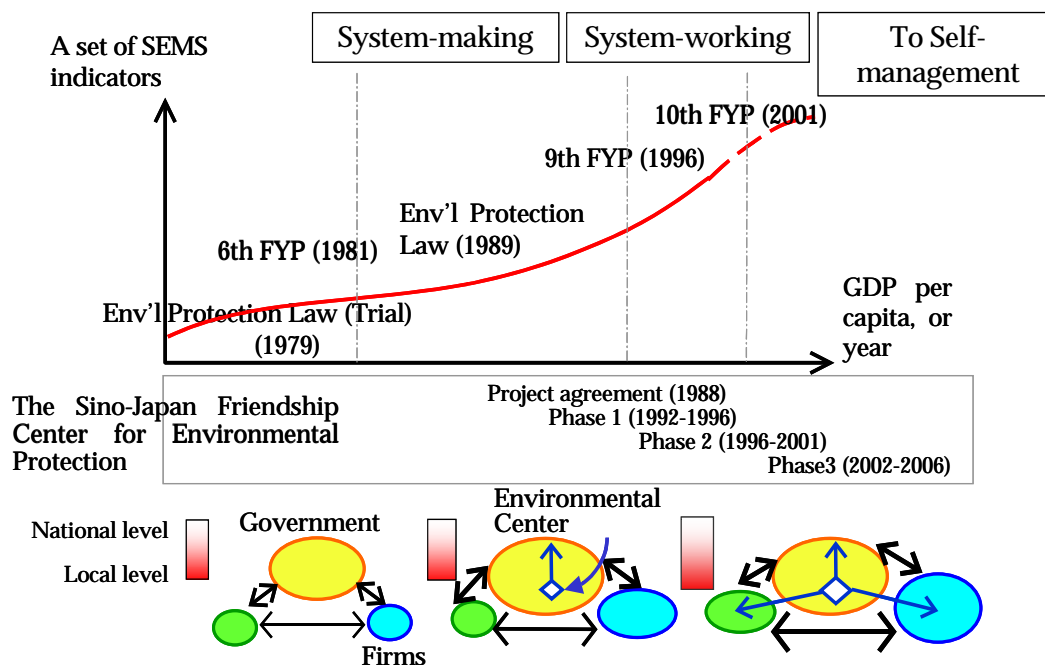 A set of SEMS
indicators
System-making
System-working
To Self-
management
10th FYP (2001)
9th FYP (1996)
Env'l Protection
Law (1989)
6th FYP (1981)
Env'l Protection Law (Trial)
(1979)
GDP per
capita, or
year
The Sino-Japan Friendship
Center for Environmental
Protection
Project agreement (1988)
Phase 1 (1992-1996)
Phase 2 (1996-2001)
Phase3 (2002-2006)
National level
Local level
Government
Firms
Environmental
Center